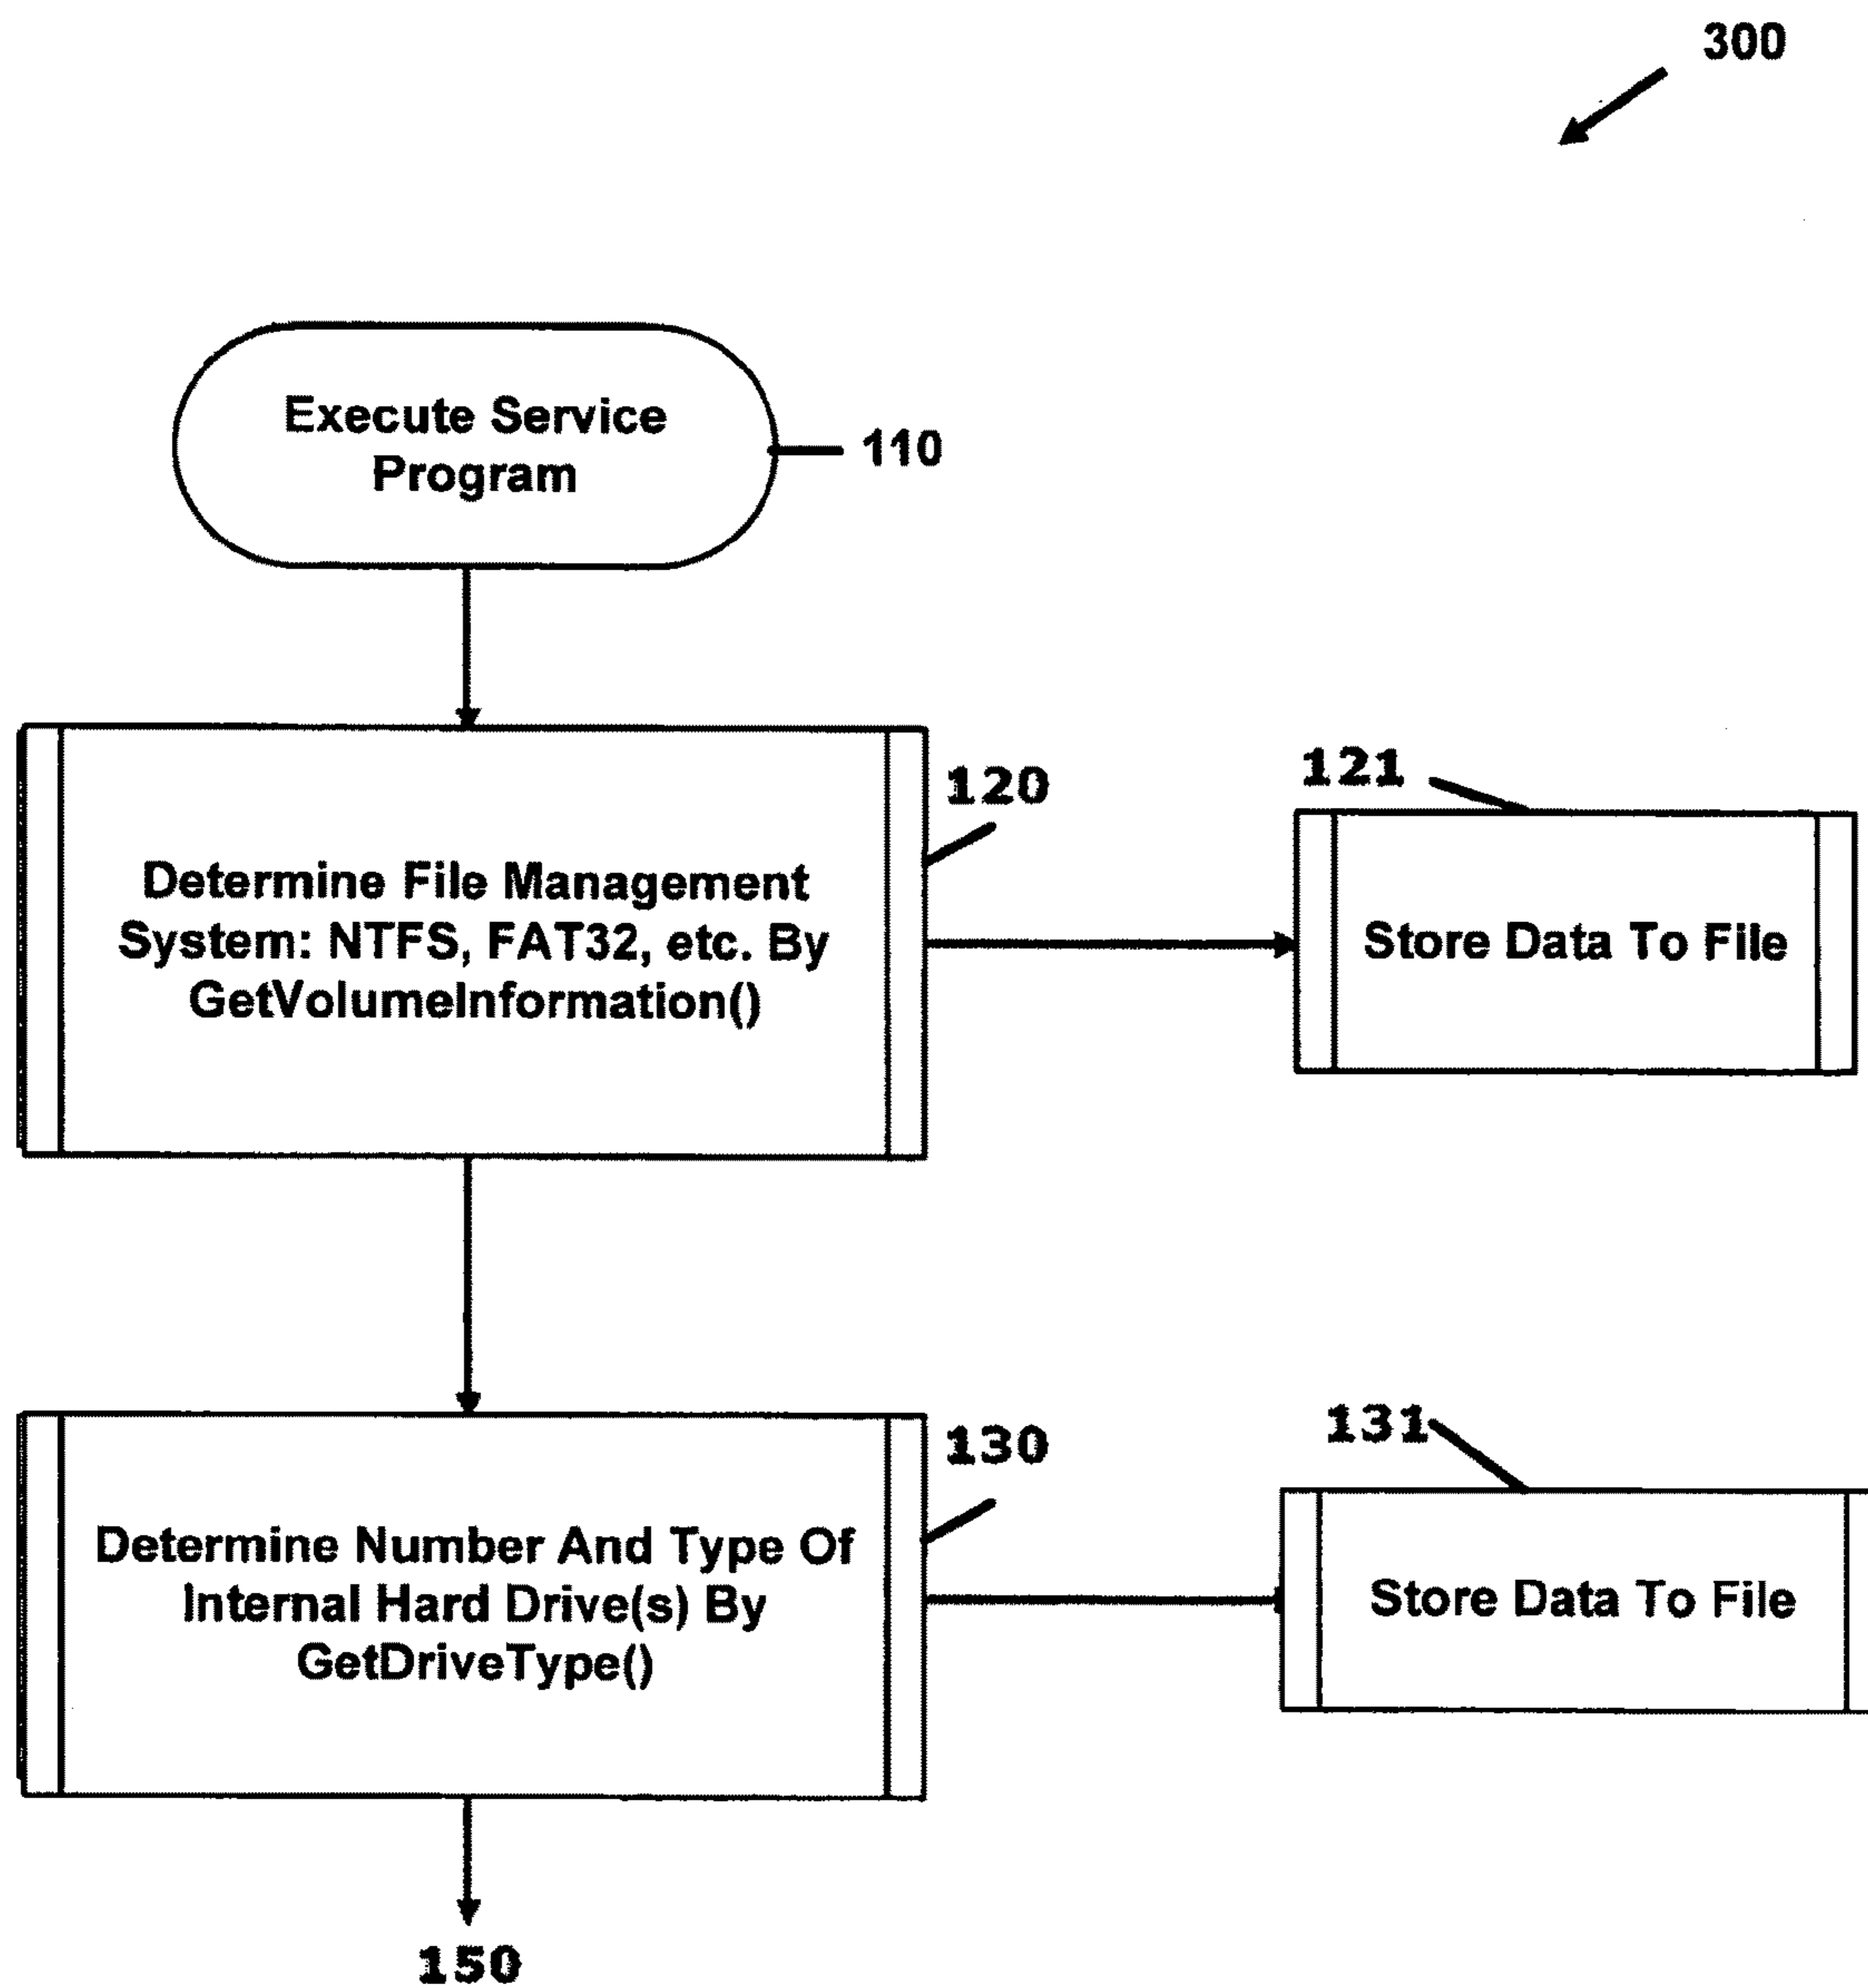 300
Execute Service
Program
110
120
121
Determine File Management
System: NTFS, FAT32, etc. By
GetVolumeInformation()
Store Data To File
130
131
Determine Number And Type Of
Internal Hard Drive(s) By
GetDriveType()
Store Data To File
150